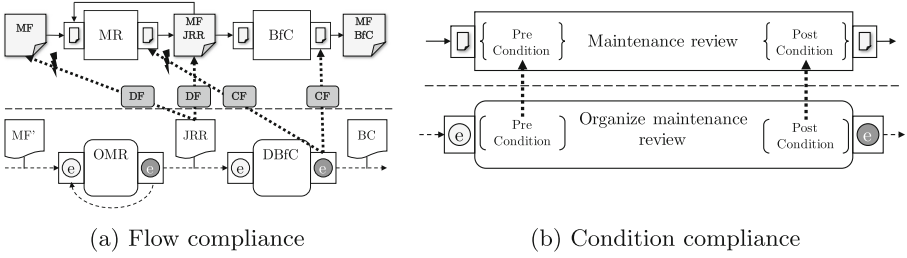 MF
MR
MF
JRR
BfC
MF
BfC
DF
DF
CF
CF
MF'
JRR
BC
OMR
DBfC
e
e
e
e
(a) Flow compliance
Pre
Condition
Maintenance review
Post
Condition
Pre
Condition
Organize maintenance
review
Post
Condition
e
e
(b) Condition compliance